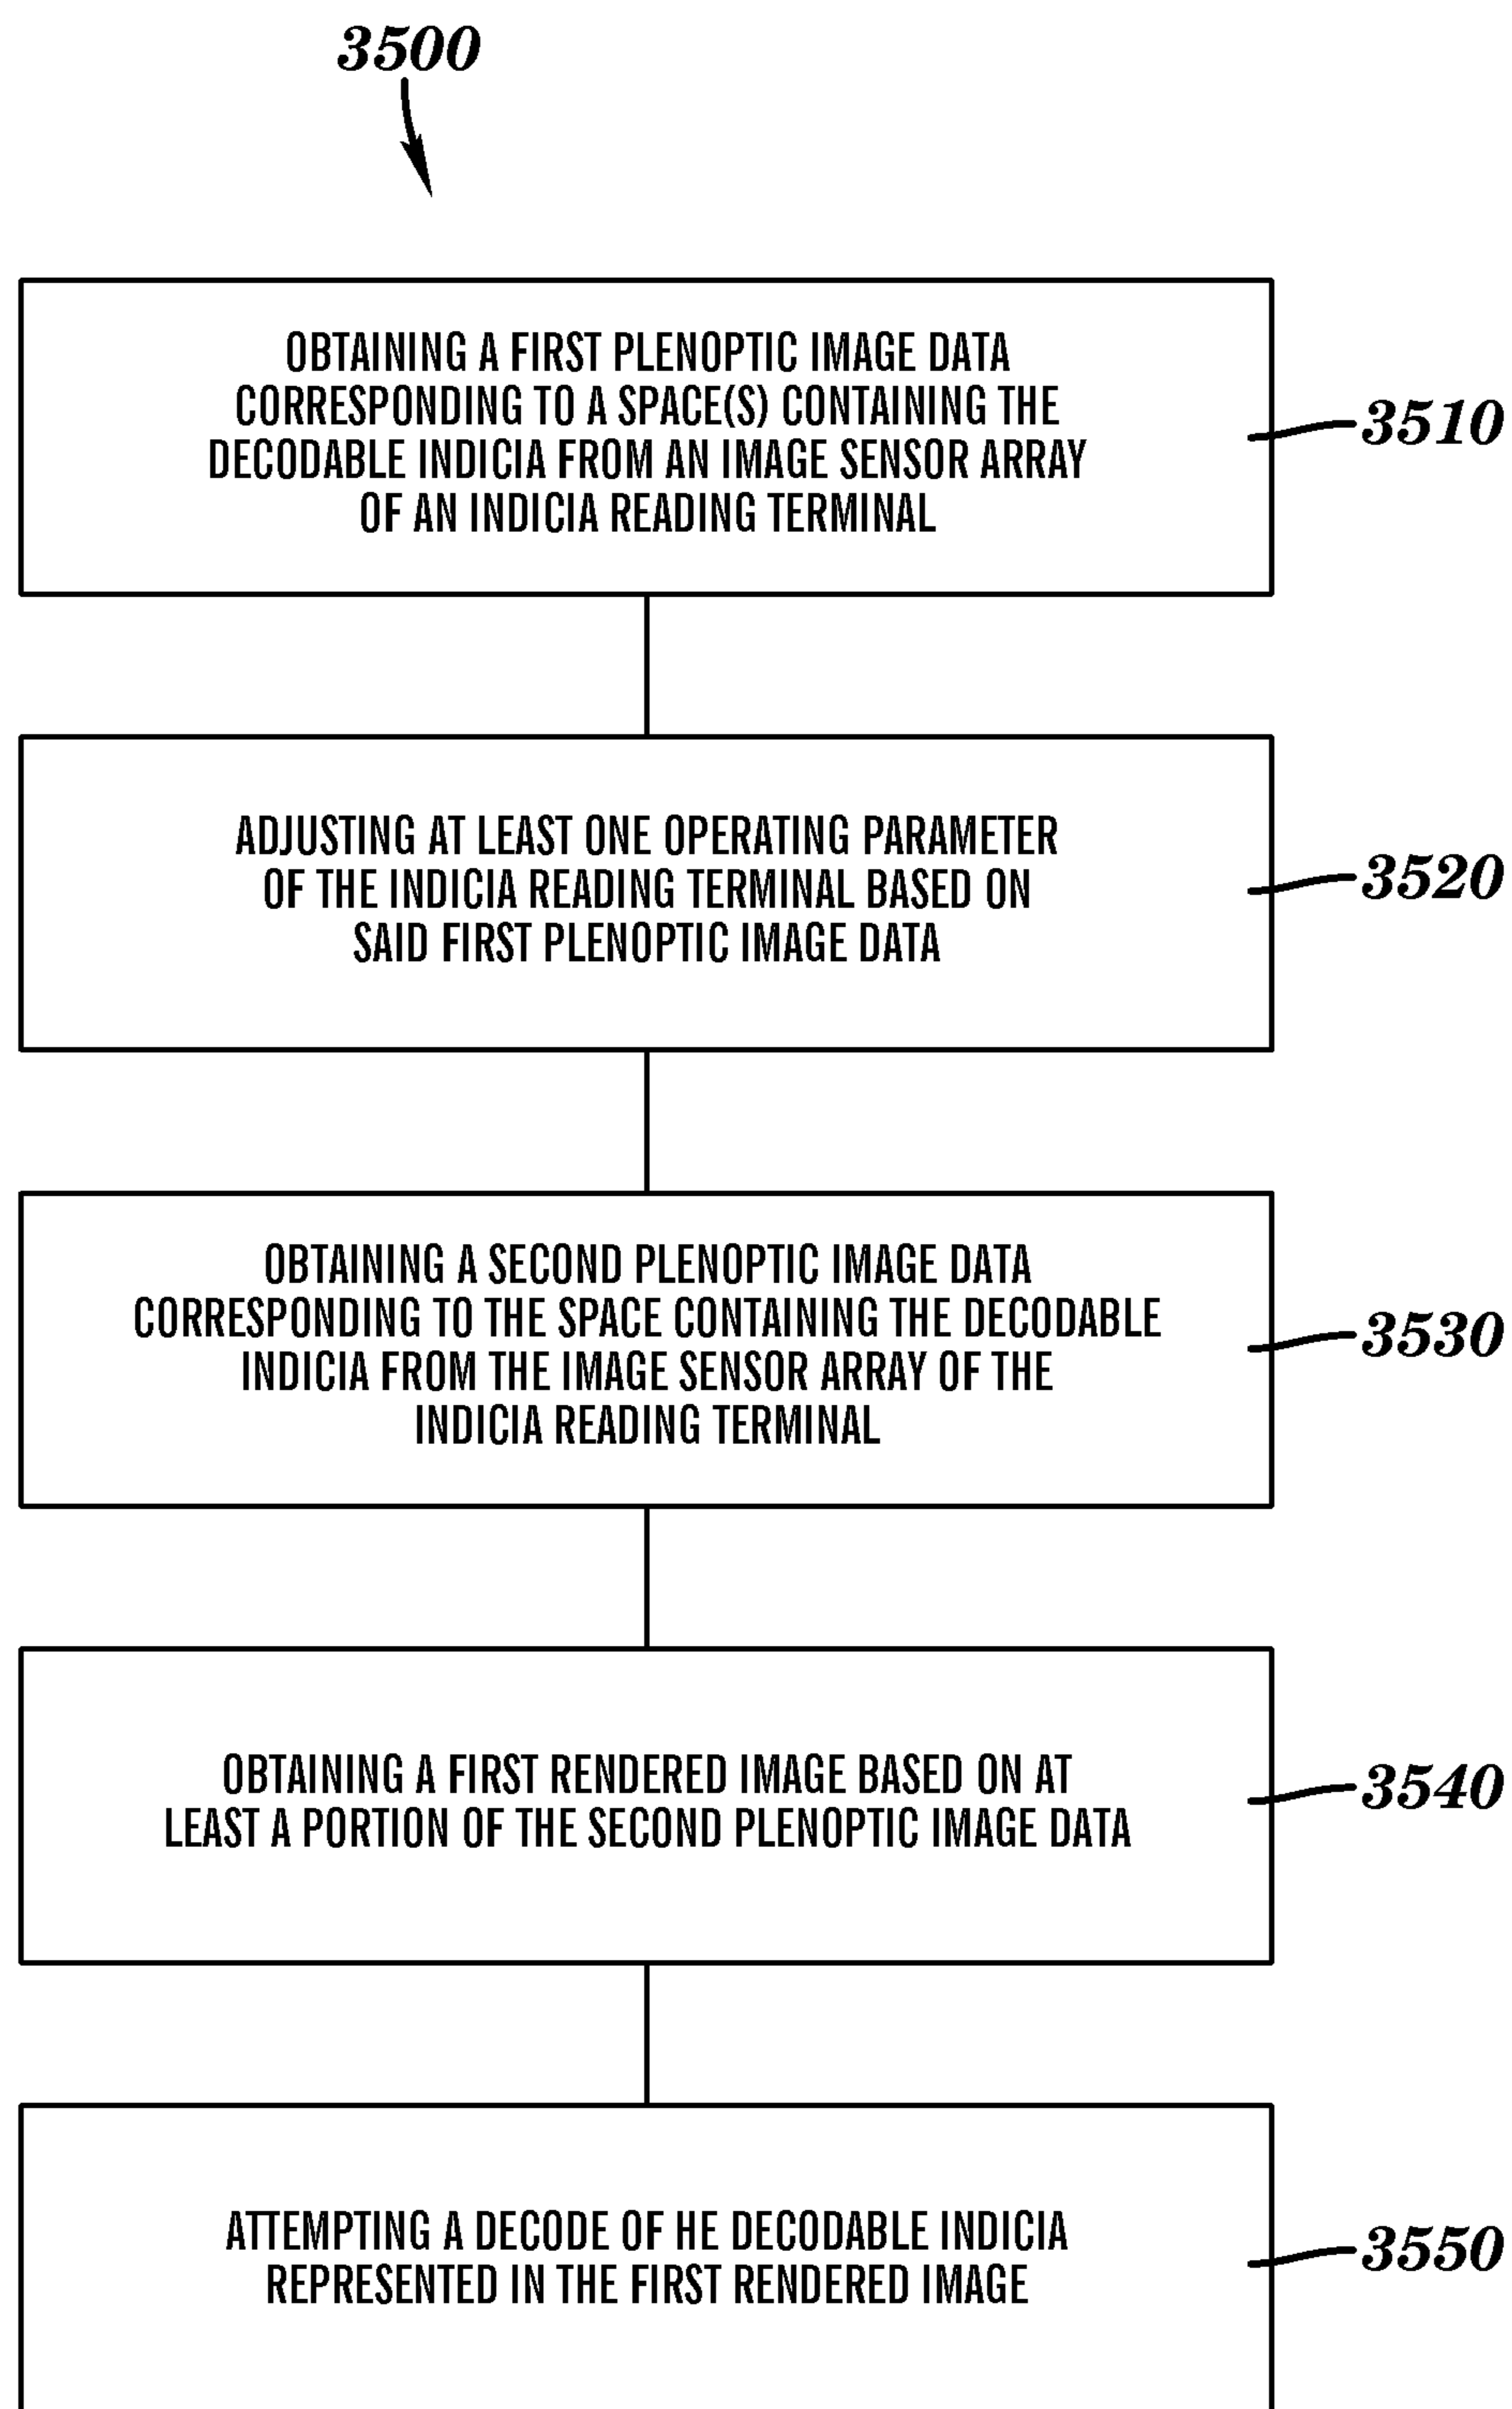 3500
OBTAINING A FIRST PLENOPTIC IMAGE DATA
CORRESPONDING TO A SPACE(S) CONTAINING THE
DECODABLE INDICIA FROM AN IMAGE SENSOR ARRAY
OF AN INDICIA READING TERMINAL
3510
ADJUSTING AT LEAST ONE OPERATING PARAMETER
OF THE INDICIA READING TERMINAL BASED ON
SAID FIRST PLENOPTIC IMAGE DATA
3520
OBTAINING A SECOND PLENOPTIC IMAGE DATA
CORRESPONDING TO THE SPACE CONTAINING THE DECODABLE
INDICIA FROM THE IMAGE SENSOR ARRAY OF THE
INDICIA READING TERMINAL
3530
OBTAINING A FIRST RENDERED IMAGE BASED ON AT
LEAST A PORTION OF THE SECOND PLENOPTIC IMAGE DATA
3540
ATTEMPTING A DECODE OF HE DECODABLE INDICIA
REPRESENTED IN THE FIRST RENDERED IMAGE
3550